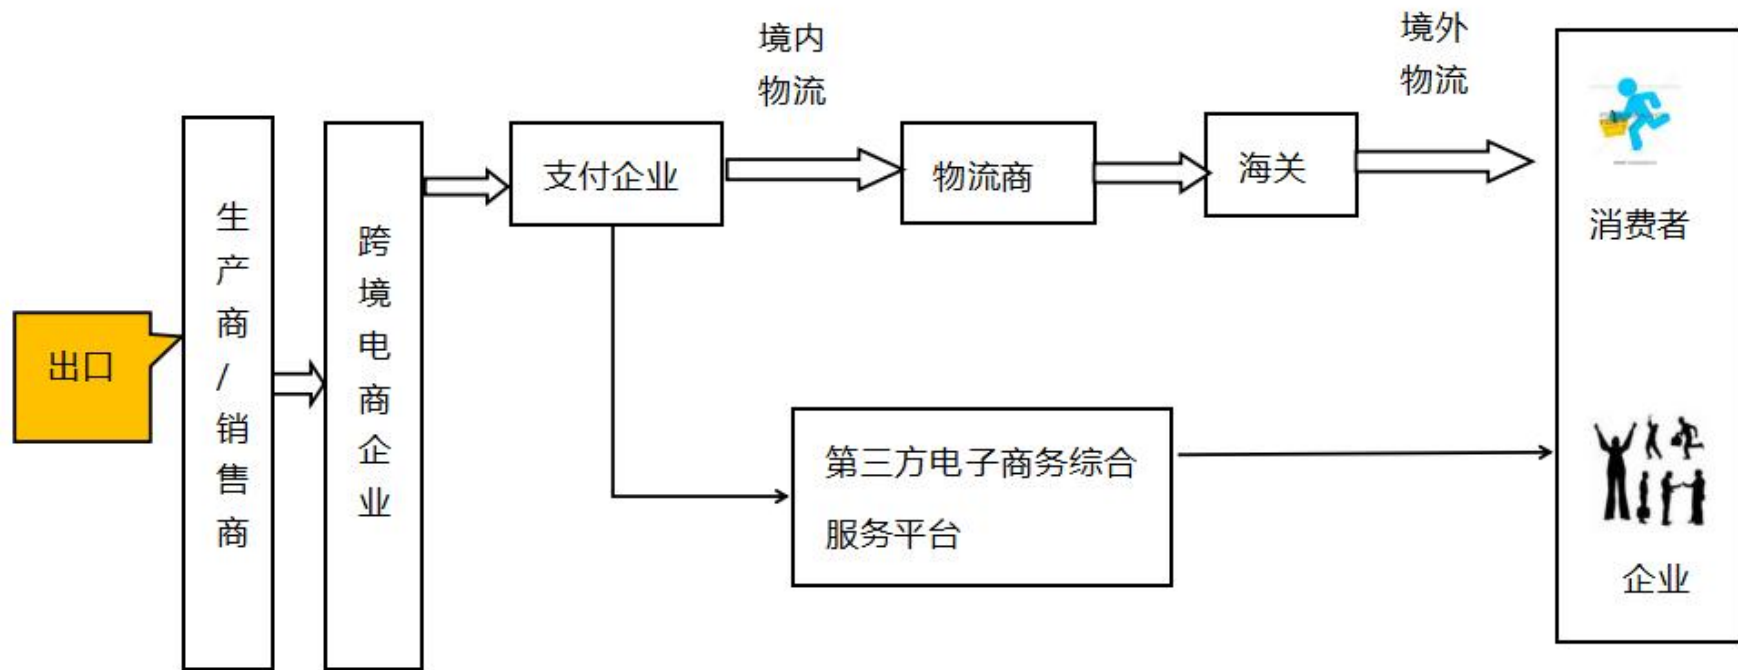 出口
生产商/销售商
跨境电商企业
支付企业
境内
物流
物流商
海关
境外
物流
第三方电子商务综合
服务平台
消费者
企业